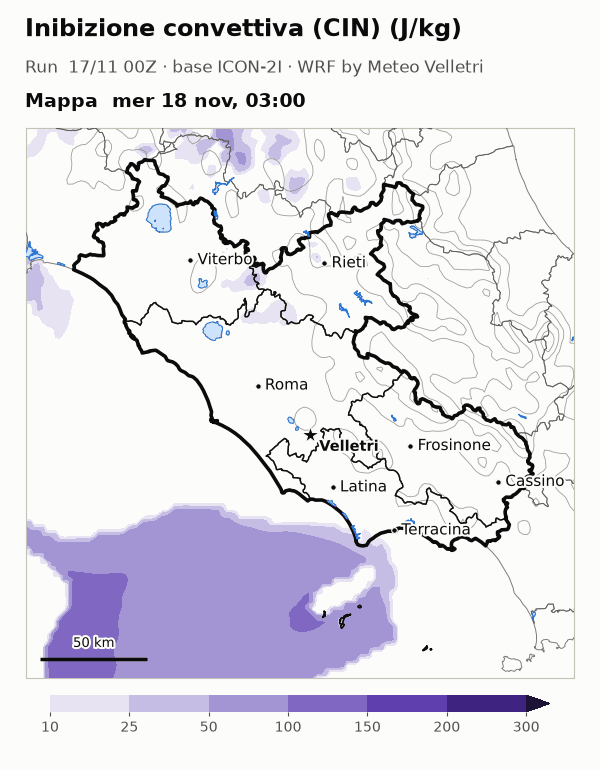 Inibizione convettiva (CIN) (J/kg)
Run 17/11 00Z · base ICON-2I · WRF by Meteo Velletri
Mappa mer 18 nov, 03:00
Viterbo
Rieti
Roma
Velletri
Frosinone
Latina
Cassino
Terracina
50 km
10 25 50 100 150 200 300